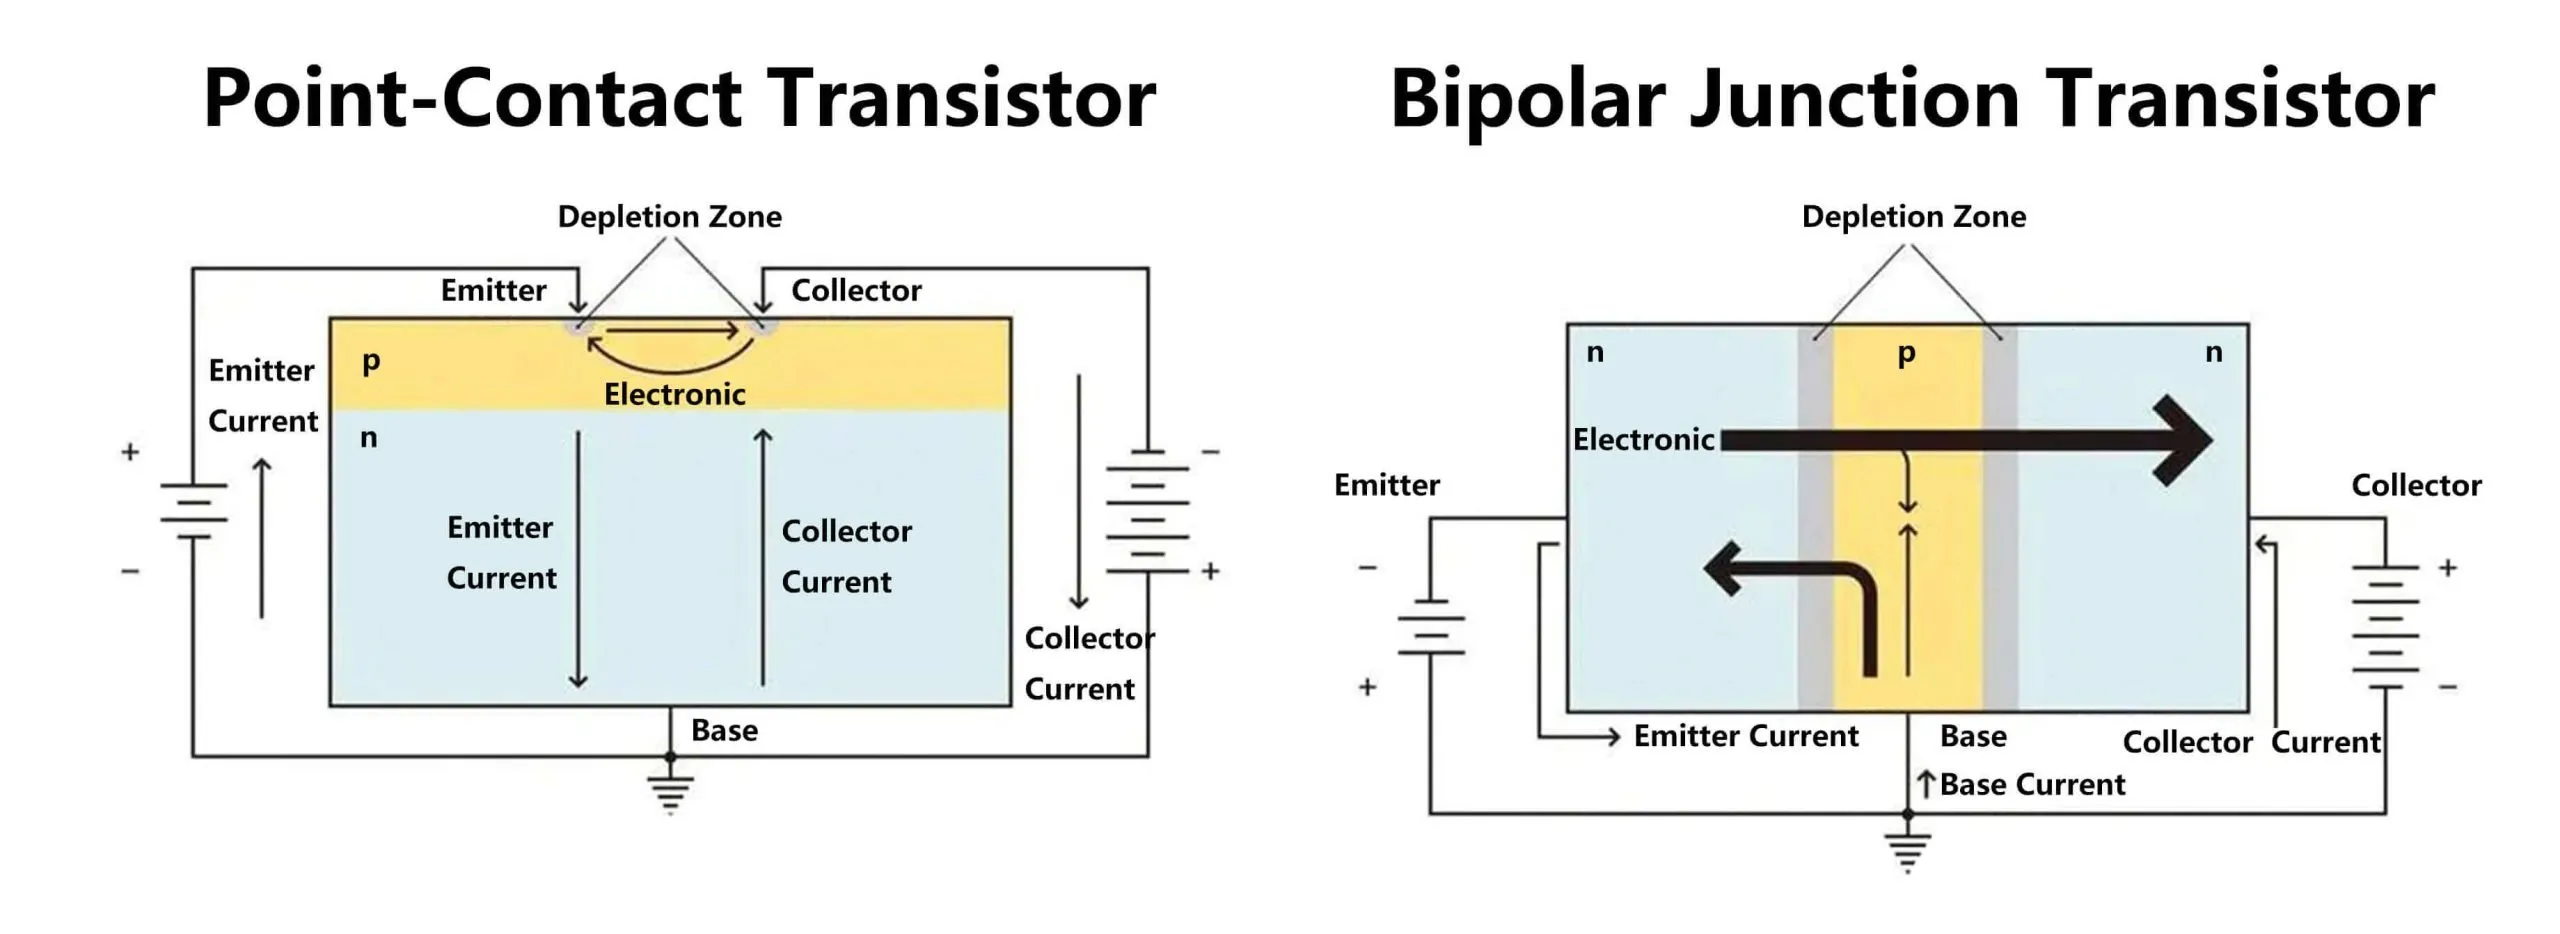 Point-Contact Transistor
Depletion Zone
Emitter
Collector
p
Emitter
Current
Electronic
n
+
−
−
+
Emitter
Current
Collector
Current
Collector
Current
Base
Bipolar Junction Transistor
Depletion Zone
n
p
n
Electronic
Emitter
Collector
−
+
+
−
Emitter Current
Base
Collector Current
Base Current